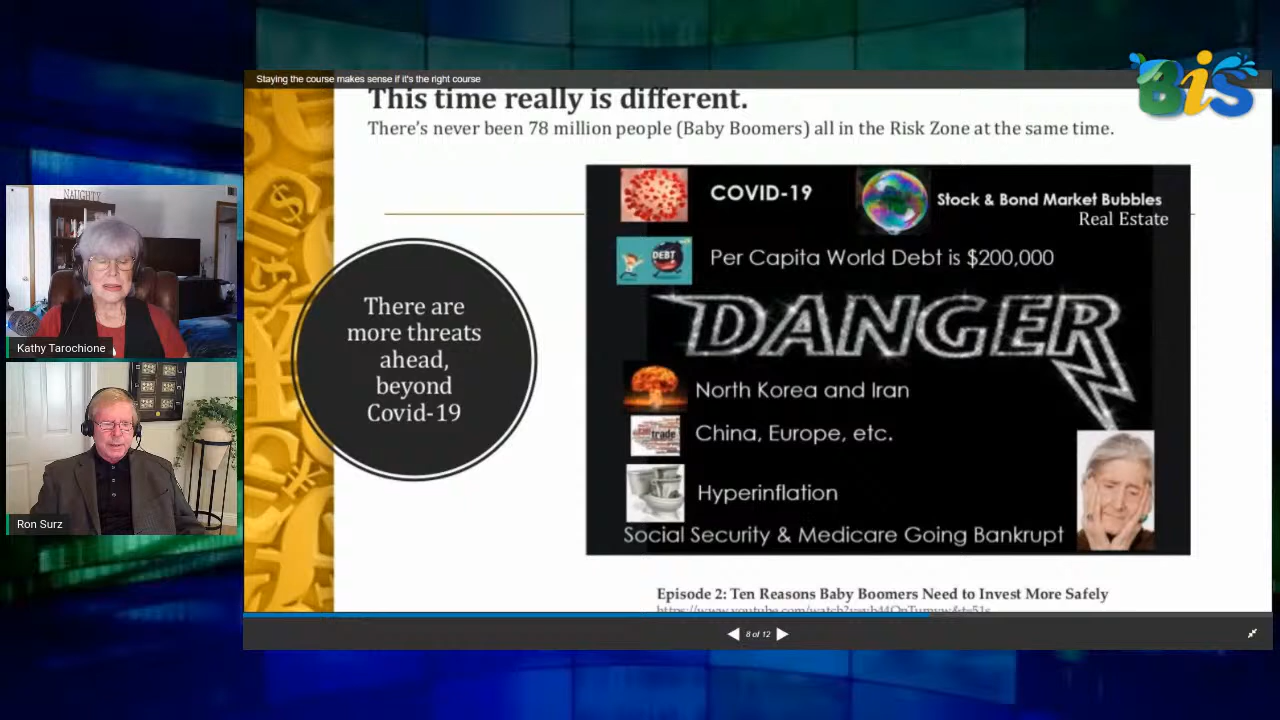 Staying the course makes sense if it's the right course
BiS
This time really is different.
There's never been 78 million people (Baby Boomers) all in the Risk Zone at the same time.
NAUGHTY
Kathy Tarochione
Ron Surz
There are
more threats
ahead,
beyond
Covid-19
COVID-19
Stock & Bond Market Bubbles
Real Estate
DEBT
Per Capita World Debt is $200,000
DANGER
North Korea and Iran
trade
China, Europe, etc.
Hyperinflation
Social Security & Medicare Going Bankrupt
Episode 2: Ten Reasons Baby Boomers Need to Invest More Safely
8 of 12